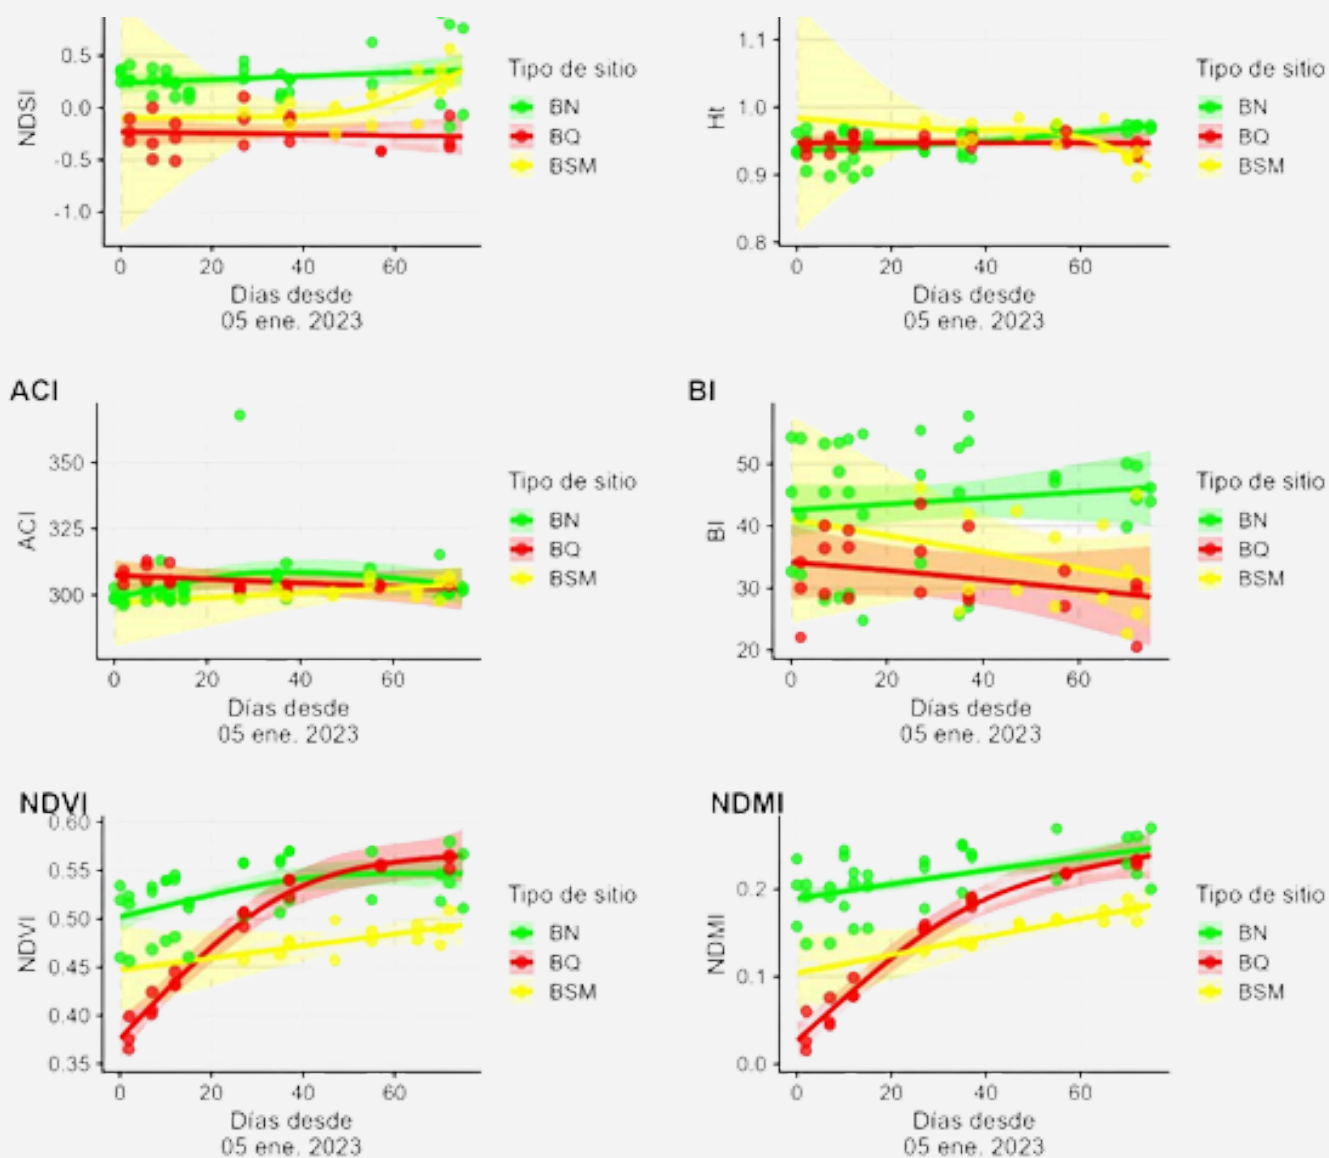 0.5
0.0
-0.5
-1.0
NDSI
0 20 40 60
Días desde
05 ene. 2023
Tipo de sitio
BN
BQ
BSM
1.1
1.0
0.9
0.8
Ht
0 20 40 60
Días desde
05 ene. 2023
Tipo de sitio
BN
BQ
BSM
ACI
350
325
300
ACI
0 20 40 60
Días desde
05 ene. 2023
Tipo de sitio
BN
BQ
BSM
BI
50
40
30
20
BI
0 20 40 60
Días desde
05 ene. 2023
Tipo de sitio
BN
BQ
BSM
NDVI
0.60
0.55
0.50
0.45
0.40
0.35
NDVI
0 20 40 60
Días desde
05 ene. 2023
Tipo de sitio
BN
BQ
BSM
NDMI
0.2
0.1
0.0
NDMI
0 20 40 60
Días desde
05 ene. 2023
Tipo de sitio
BN
BQ
BSM